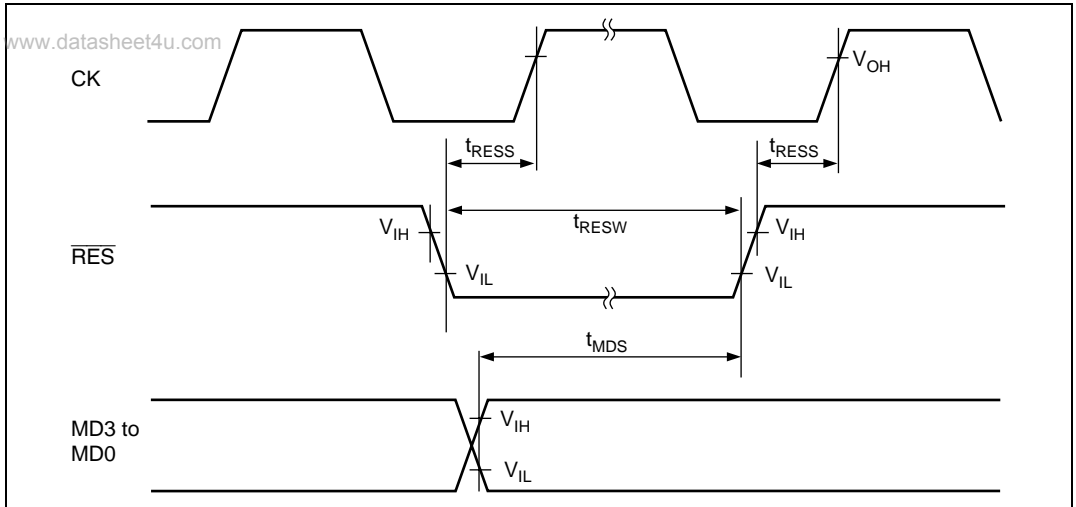 www.datasheet4u.com
CK
VOH
tRESS
tRESS
tRESW
VIH
VIH
RES
VIL
VIL
tMDS
MD3 to
MD0
VIH
VIL